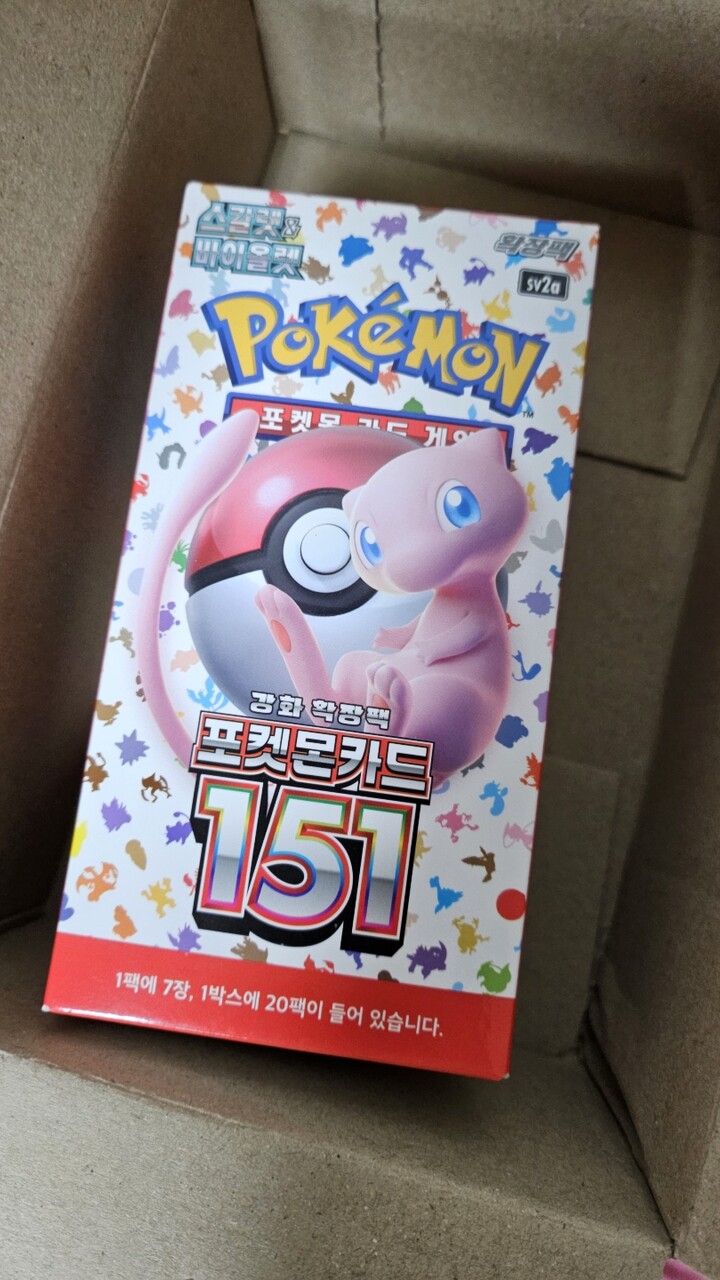 스칼렛&
바이올렛
확장팩
sv2a
Pokémon
TM
포켓몬 카드 게임
강화 확장팩
포켓몬카드
151
1팩에 7장, 1박스에 20팩이 들어 있습니다.